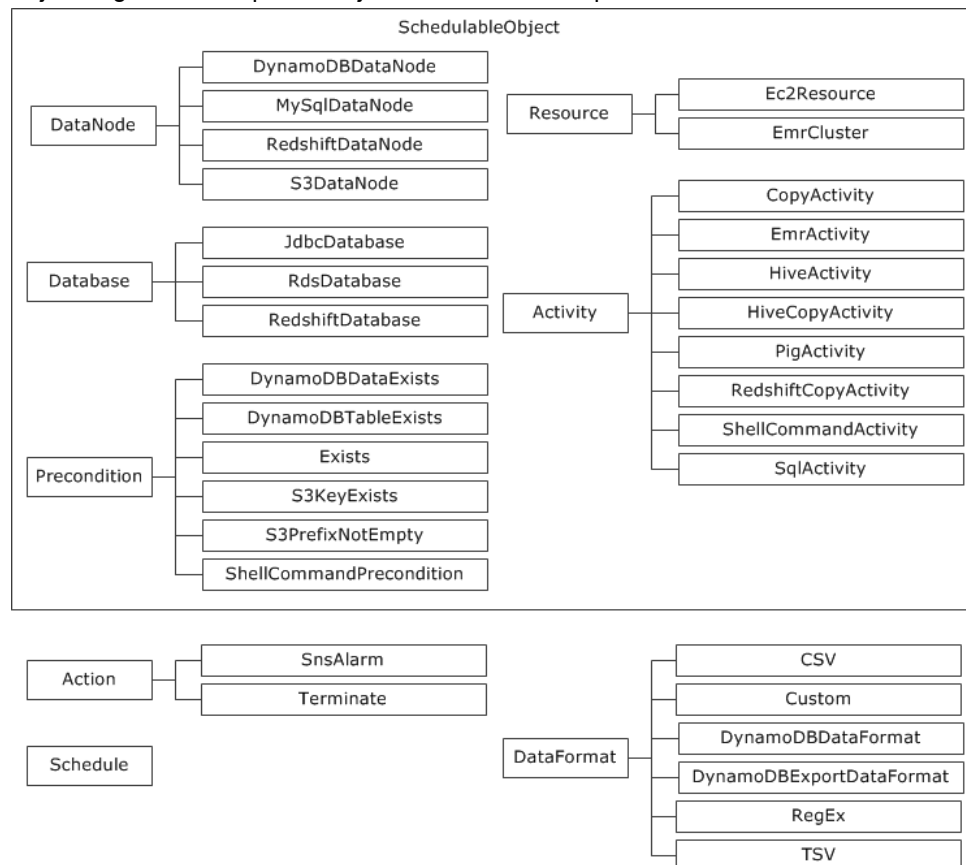 SchedulableObject
DataNode
DynamoDBDataNode
MySqlDataNode
RedshiftDataNode
S3DataNode
Database
JdbcDatabase
RdsDatabase
RedshiftDatabase
Precondition
DynamoDBDataExists
DynamoDBTableExists
Exists
S3KeyExists
S3PrefixNotEmpty
ShellCommandPrecondition
Resource
Ec2Resource
EmrCluster
Activity
CopyActivity
EmrActivity
HiveActivity
HiveCopyActivity
PigActivity
RedshiftCopyActivity
ShellCommandActivity
SqlActivity
Action
SnsAlarm
Terminate
Schedule
DataFormat
CSV
Custom
DynamoDBDataFormat
DynamoDBExportDataFormat
RegEx
TSV